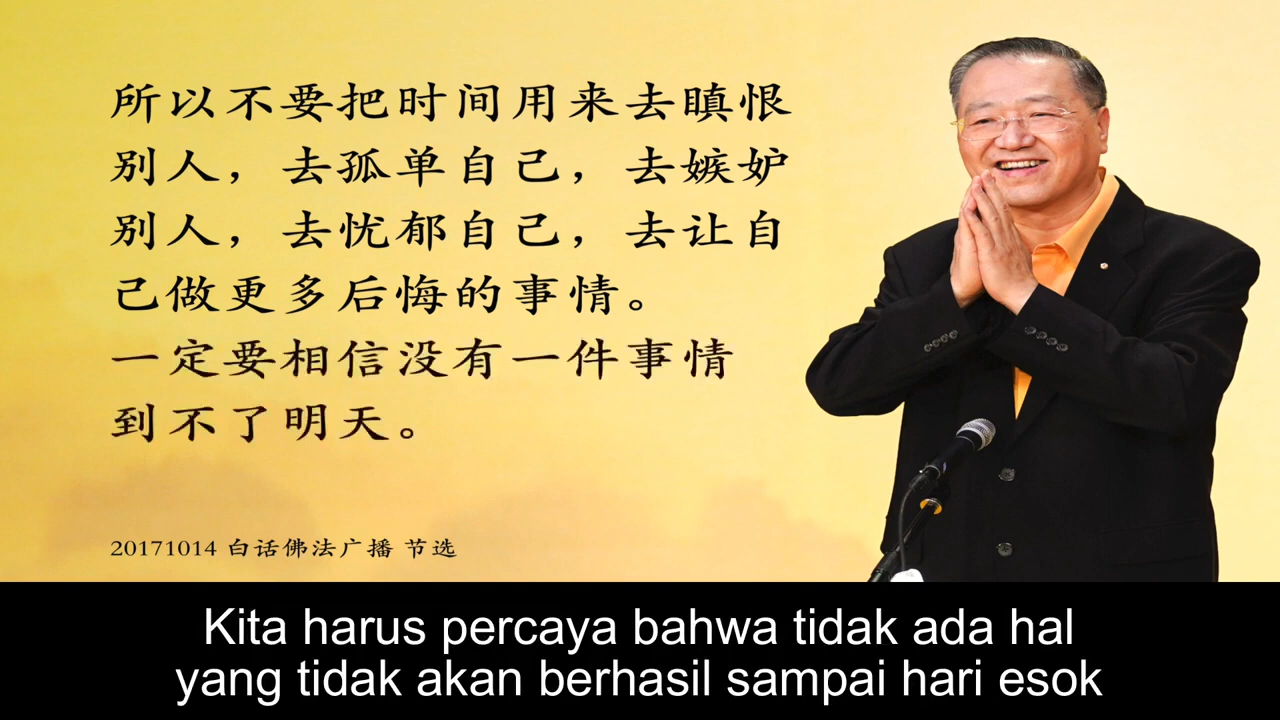 所以不要把时间用来去瞋恨
别人，去孤单自己，去嫉妒
别人，去忧郁自己，去让自
己做更多后悔的事情。
一定要相信没有一件事情
到不了明天。
20171014 白话佛法广播 节选
Kita harus percaya bahwa tidak ada hal
yang tidak akan berhasil sampai hari esok